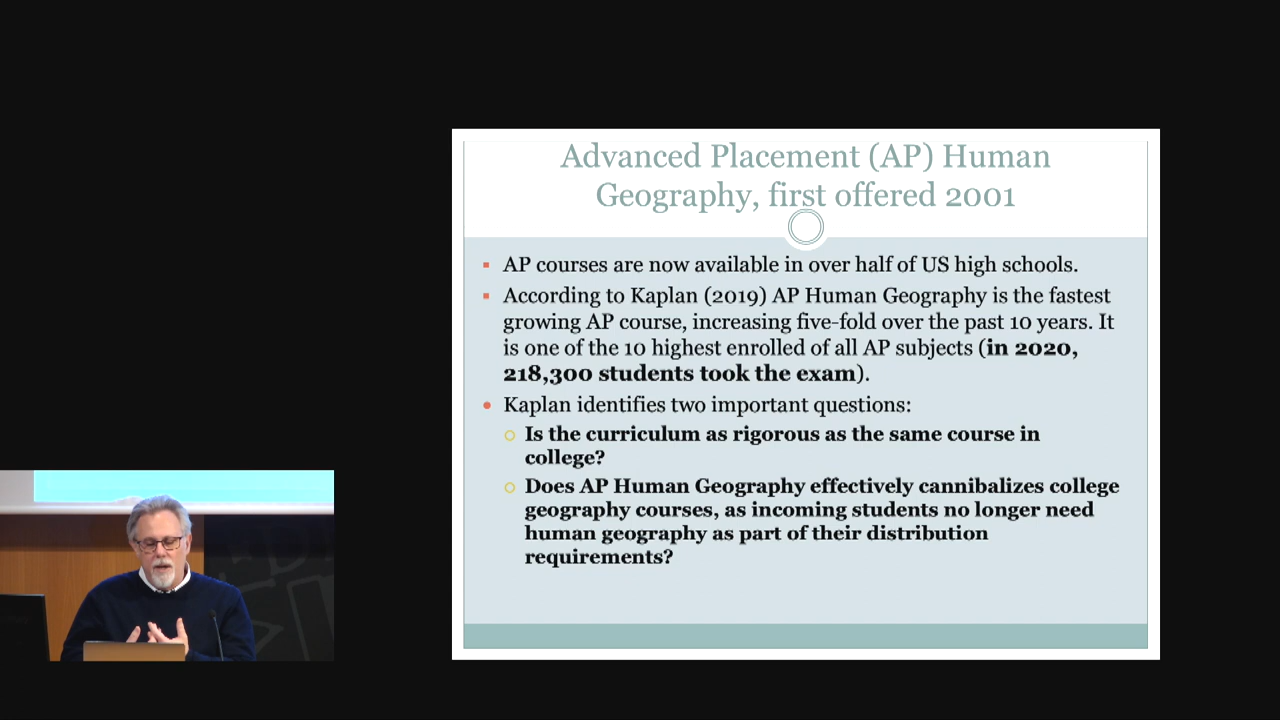 Advanced Placement (AP) Human
Geography, first offered 2001
AP courses are now available in over half of US high schools.
According to Kaplan (2019) AP Human Geography is the fastest
growing AP course, increasing five-fold over the past 10 years. It
is one of the 10 highest enrolled of all AP subjects (in 2020,
218,300 students took the exam).
Kaplan identifies two important questions:
Is the curriculum as rigorous as the same course in
college?
Does AP Human Geography effectively cannibalizes college
geography courses, as incoming students no longer need
human geography as part of their distribution
requirements?